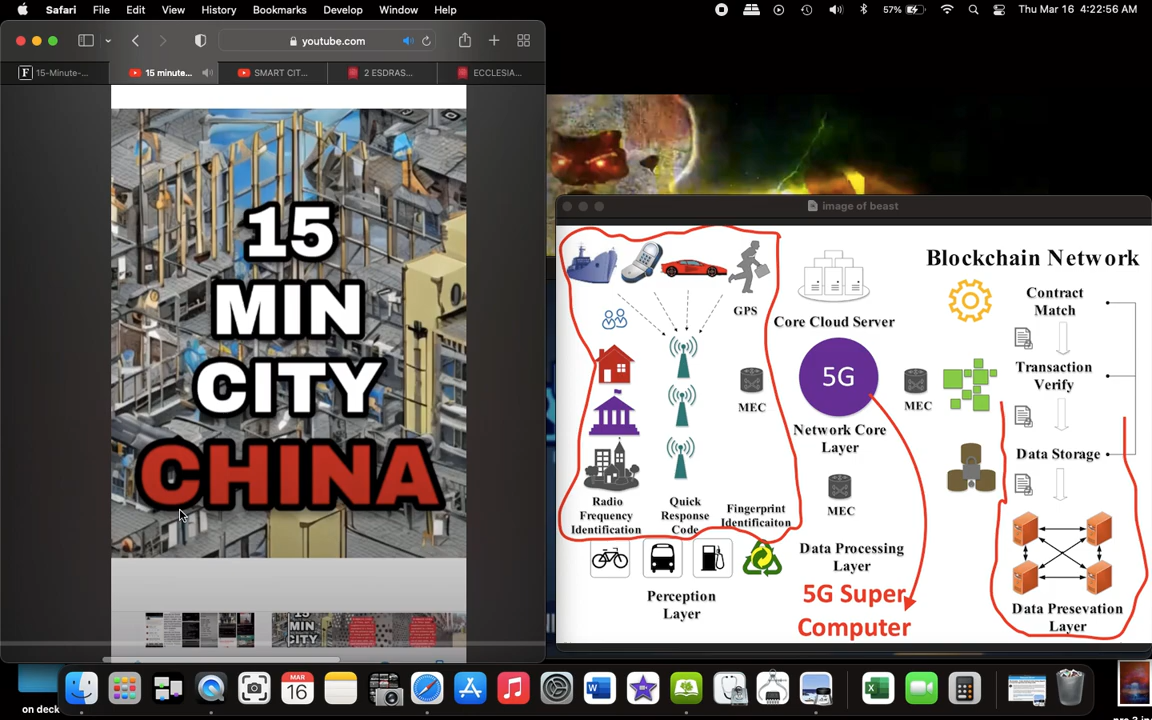 Safari File Edit View History Bookmarks Develop Window Help
57% Thu Mar 16 4:22:56 AM
youtube.com
F 15-Minute-... 15 minute... SMART CIT... 2 ESDRAS... ECCLESIA...
15
MIN
CITY
CHINA
15
MIN
CITY
image of beast
Blockchain Network
GPS
Core Cloud Server
Contract
Match
5G
MEC
MEC
Transaction
Verify
Network Core
Layer
Data Storage
MEC
Radio
Frequency
Identification
Quick
Response
Code
Fingerprint
Identificaiton
Data Processing
Layer
Perception
Layer
5G Super
Computer
Data Presevation
Layer
MAR
16
on deck